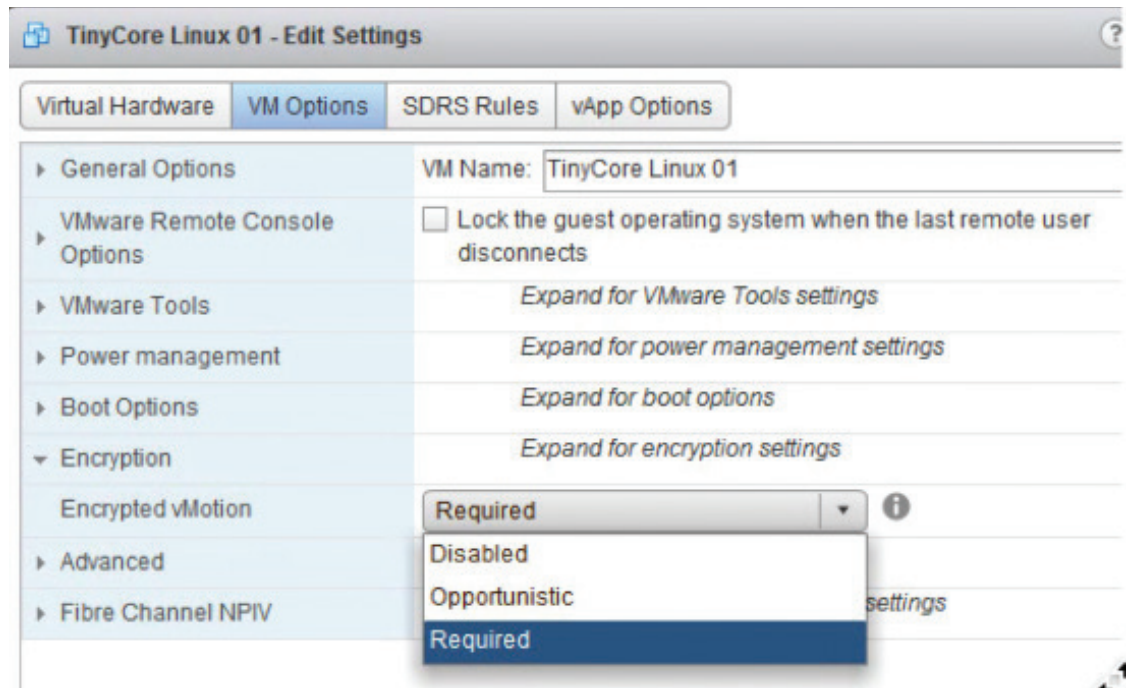 TinyCore Linux 01 - Edit Settings
?
Virtual Hardware VM Options SDRS Rules vApp Options
General Options VM Name: TinyCore Linux 01
VMware Remote Console Options Lock the guest operating system when the last remote user
disconnects
VMware Tools Expand for VMware Tools settings
Power management Expand for power management settings
Boot Options Expand for boot options
Encryption Expand for encryption settings
Encrypted vMotion Required
Disabled
Advanced
Opportunistic
Fibre Channel NPIV settings
Required